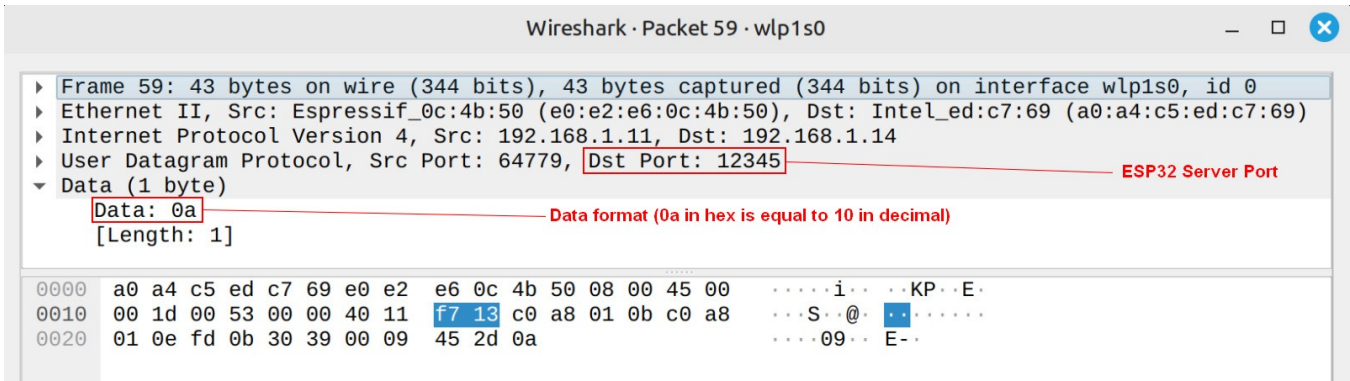 Wireshark · Packet 59 · wlp1s0
Frame 59: 43 bytes on wire (344 bits), 43 bytes captured (344 bits) on interface wlp1s0, id 0
Ethernet II, Src: Espressif_0c:4b:50 (e0:e2:e6:0c:4b:50), Dst: Intel_ed:c7:69 (a0:a4:c5:ed:c7:69)
Internet Protocol Version 4, Src: 192.168.1.11, Dst: 192.168.1.14
User Datagram Protocol, Src Port: 64779, Dst Port: 12345
ESP32 Server Port
Data (1 byte)
Data: 0a
Data format (0a in hex is equal to 10 in decimal)
[Length: 1]
0000 a0 a4 c5 ed c7 69 e0 e2 e6 0c 4b 50 08 00 45 00 ·····i·· ··KP··E·
0010 00 1d 00 53 00 00 40 11 f7 13 c0 a8 01 0b c0 a8 ···S··@· ········
0020 01 0e fd 0b 30 39 00 09 45 2d 0a ····09·· E-·